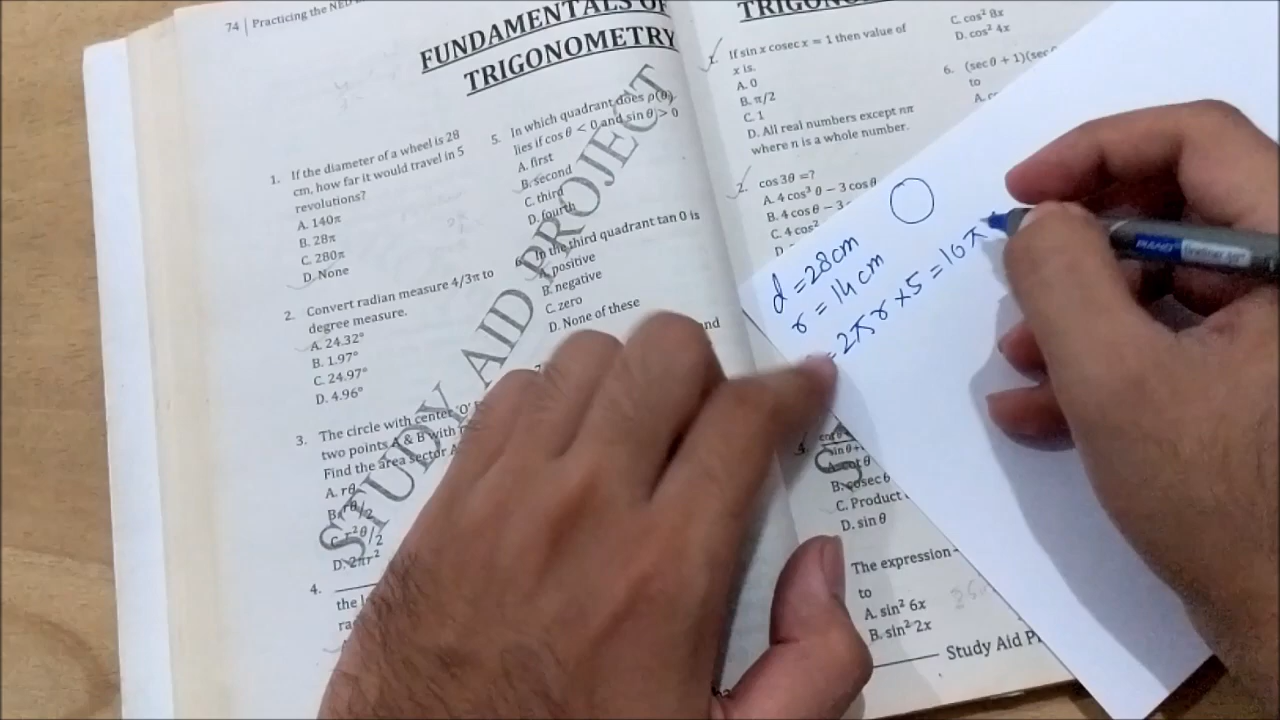 74 | Practicing the NED
FUNDAMENTALS OF
TRIGONOMETRY
1. If the diameter of a wheel is 28
cm, how far it would travel in 5
revolutions?
A. 140π
B. 28π
C. 280π
D. None
2. Convert radian measure 4/3π to
degree measure.
A. 24.32°
B. 1.97°
C. 24.97°
D. 4.96°
3. The circle with center 'O'
two points A & B with
Find the area sector
A. rθ
B. rθ/2
C. r²θ/2
D. 2πr²
4.
the
5. In which quadrant does ρ(θ)
lies if cos θ < 0 and sin θ > 0
A. first
B. second
C. third
D. fourth
6. In the third quadrant tan θ is
A. positive
B. negative
C. zero
D. None of these
and
STUDY AID PROJECT
1. If sin x cosec x = 1 then value of
x is.
A. 0
B. π/2
C. 1
D. All real numbers except nπ
where n is a whole number.
2. cos 3θ =?
A. 4 cos³ θ − 3 cos θ
B. 4 cos θ − 3
C. 4 cos²
D.
4.
sin θ+
A. cot θ
B. cosec θ
C. Product
D. sin θ
The expression
to
A. sin² 6x
B. sin² 2x
C. cos² 8x
D. cos² 4x
6. (sec θ + 1)(sec
to
A.
Study Aid
d = 28cm
r = 14cm
= 2πr × 5 = 10π
PIANO